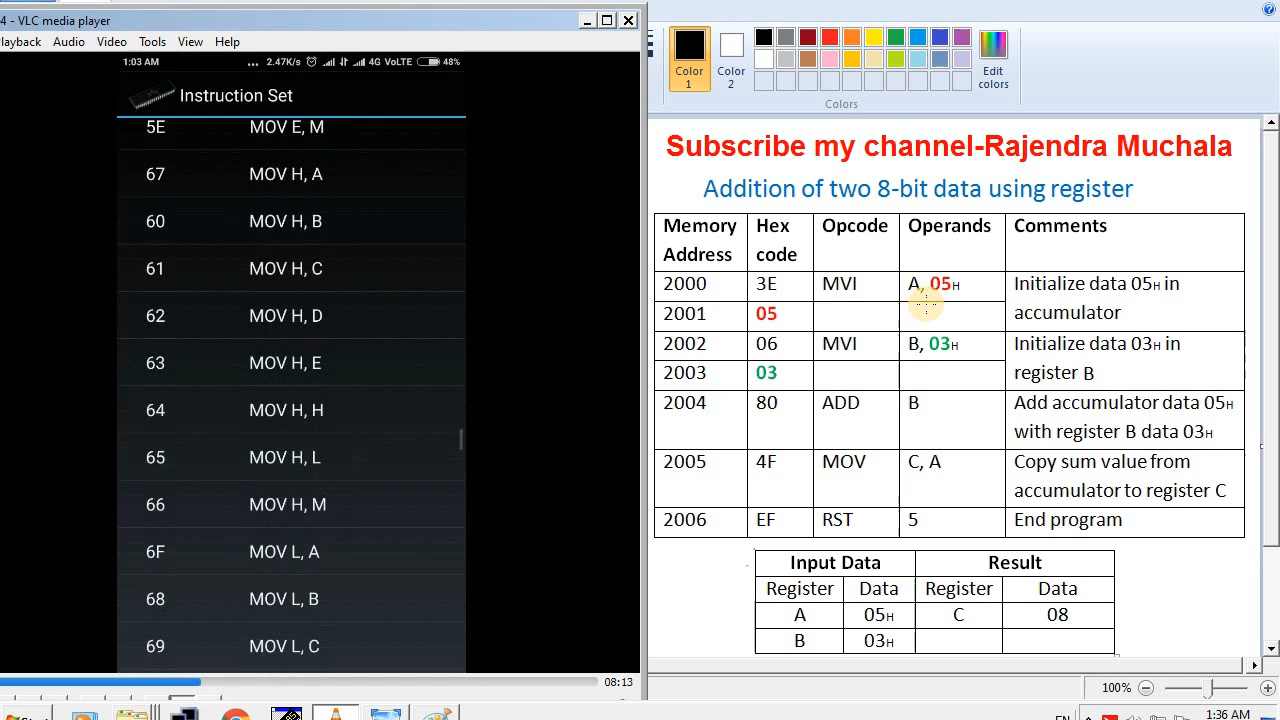 4 - VLC media player
layback Audio Video Tools View Help
1:03 AM ... 2.47K/s 4G VoLTE 48%
Instruction Set
5E MOV E, M
67 MOV H, A
60 MOV H, B
61 MOV H, C
62 MOV H, D
63 MOV H, E
64 MOV H, H
65 MOV H, L
66 MOV H, M
6F MOV L, A
68 MOV L, B
69 MOV L, C
08:13
Color 1
Color 2
Edit colors
Colors
Subscribe my channel-Rajendra Muchala
Addition of two 8-bit data using register
Memory Address Hex code Opcode Operands Comments
2000 3E MVI A, 05H Initialize data 05H in
2001 05 accumulator
2002 06 MVI B, 03H Initialize data 03H in
2003 03 register B
2004 80 ADD B Add accumulator data 05H
with register B data 03H
2005 4F MOV C, A Copy sum value from
accumulator to register C
2006 EF RST 5 End program
Input Data Result
Register Data Register Data
A 05H C 08
B 03H
100%
EN 1:36 AM